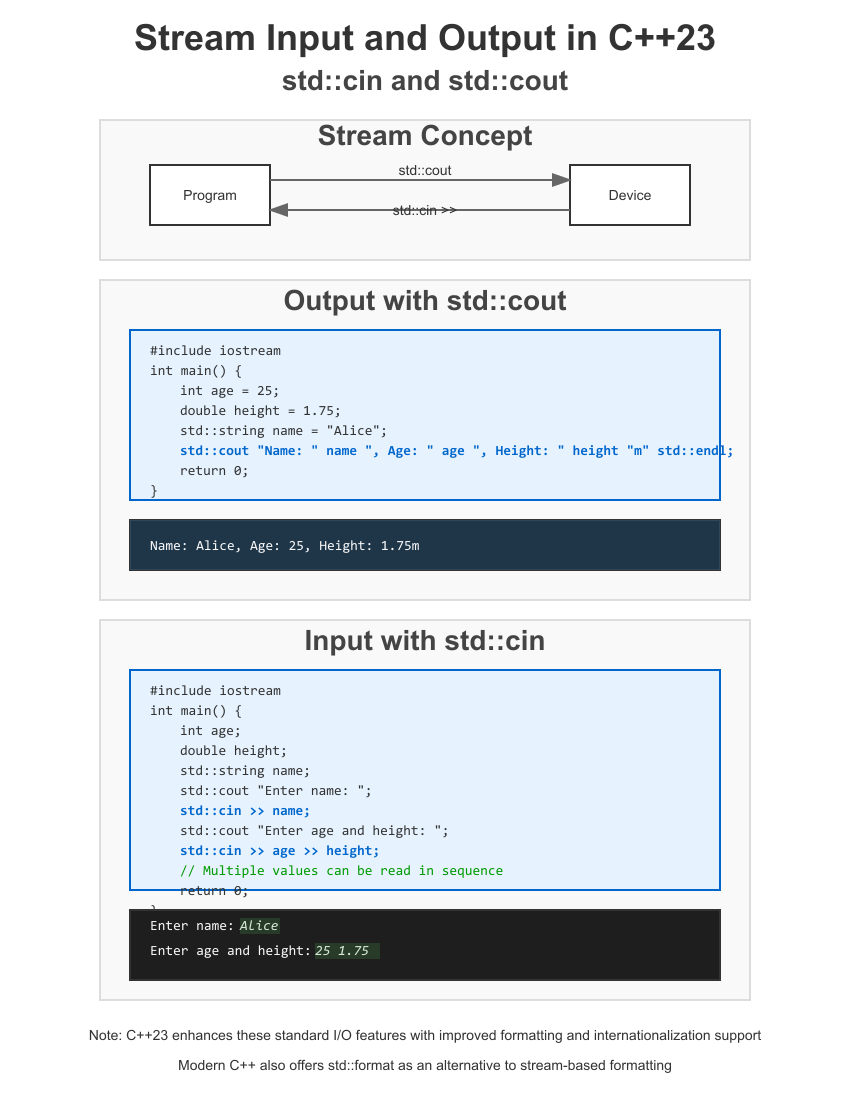 Stream Input and Output in C++23
std::cin and std::cout
Stream Concept
std::cout
Program
Device
std::cin >>
Output with std::cout
#include iostream
int main() {
    int age = 25;
    double height = 1.75;
    std::string name = "Alice";
    std::cout "Name: " name ", Age: " age ", Height: " height "m" std::endl;
    return 0;
}
Name: Alice, Age: 25, Height: 1.75m
Input with std::cin
#include iostream
int main() {
    int age;
    double height;
    std::string name;
    std::cout "Enter name: ";
    std::cin >> name;
    std::cout "Enter age and height: ";
    std::cin >> age >> height;
    // Multiple values can be read in sequence
    return 0;
}
Enter name: Alice
Enter age and height: 25 1.75
Note: C++23 enhances these standard I/O features with improved formatting and internationalization support
Modern C++ also offers std::format as an alternative to stream-based formatting